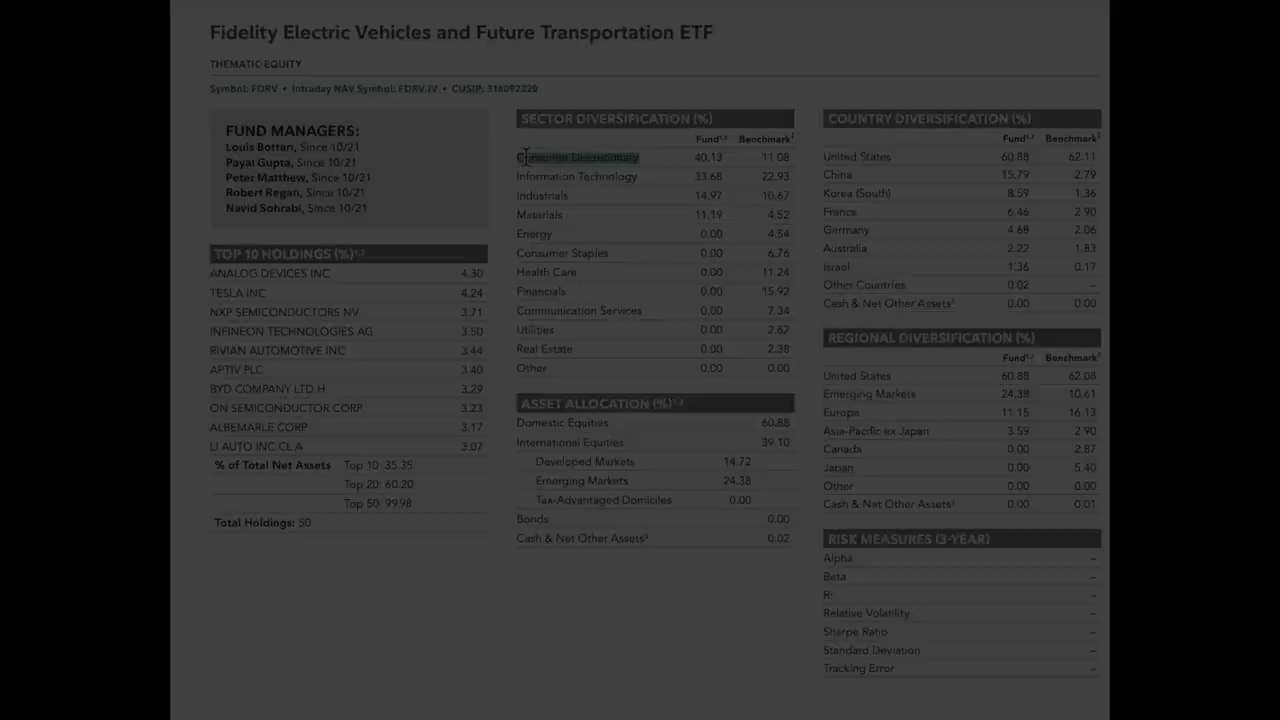 Fidelity Electric Vehicles and Future Transportation ETF
THEMATIC EQUITY
Symbol: FDRV • Intraday NAV Symbol: FDRV.IV • CUSIP: 316092220
FUND MANAGERS:
Louis Bottari, Since 10/21
Payal Gupta, Since 10/21
Peter Matthew, Since 10/21
Robert Regan, Since 10/21
Navid Sohrabi, Since 10/21
TOP 10 HOLDINGS (%)1,2
ANALOG DEVICES INC 4.30
TESLA INC 4.24
NXP SEMICONDUCTORS NV 3.71
INFINEON TECHNOLOGIES AG 3.50
RIVIAN AUTOMOTIVE INC 3.44
APTIV PLC 3.40
BYD COMPANY LTD H 3.29
ON SEMICONDUCTOR CORP 3.23
ALBEMARLE CORP 3.17
LI AUTO INC CL A 3.07
% of Total Net Assets Top 10: 35.35
Top 20: 60.20
Top 50: 99.98
Total Holdings: 50
SECTOR DIVERSIFICATION (%)
Fund1,2 Benchmark‡
Consumer Discretionary 40.13 11.08
Information Technology 33.68 22.93
Industrials 14.97 10.67
Materials 11.19 4.52
Energy 0.00 4.54
Consumer Staples 0.00 6.76
Health Care 0.00 11.24
Financials 0.00 15.92
Communication Services 0.00 7.34
Utilities 0.00 2.62
Real Estate 0.00 2.38
Other 0.00 0.00
ASSET ALLOCATION (%)1,2
Domestic Equities 60.88
International Equities 39.10
Developed Markets 14.72
Emerging Markets 24.38
Tax-Advantaged Domiciles 0.00
Bonds 0.00
Cash & Net Other Assets 0.02
COUNTRY DIVERSIFICATION (%)
Fund1,2 Benchmark‡
United States 60.88 62.11
China 15.79 2.79
Korea (South) 8.59 1.36
France 6.46 2.90
Germany 4.68 2.06
Australia 2.22 1.83
Israel 1.36 0.17
Other Countries 0.02 –
Cash & Net Other Assets 0.00 0.00
REGIONAL DIVERSIFICATION (%)
Fund1,2 Benchmark‡
United States 60.88 62.08
Emerging Markets 24.38 10.61
Europe 11.15 16.13
Asia-Pacific ex Japan 3.59 2.90
Canada 0.00 2.87
Japan 0.00 5.40
Other 0.00 0.00
Cash & Net Other Assets 0.00 0.01
RISK MEASURES (3-YEAR)
Alpha –
Beta –
R² –
Relative Volatility –
Sharpe Ratio –
Standard Deviation –
Tracking Error –